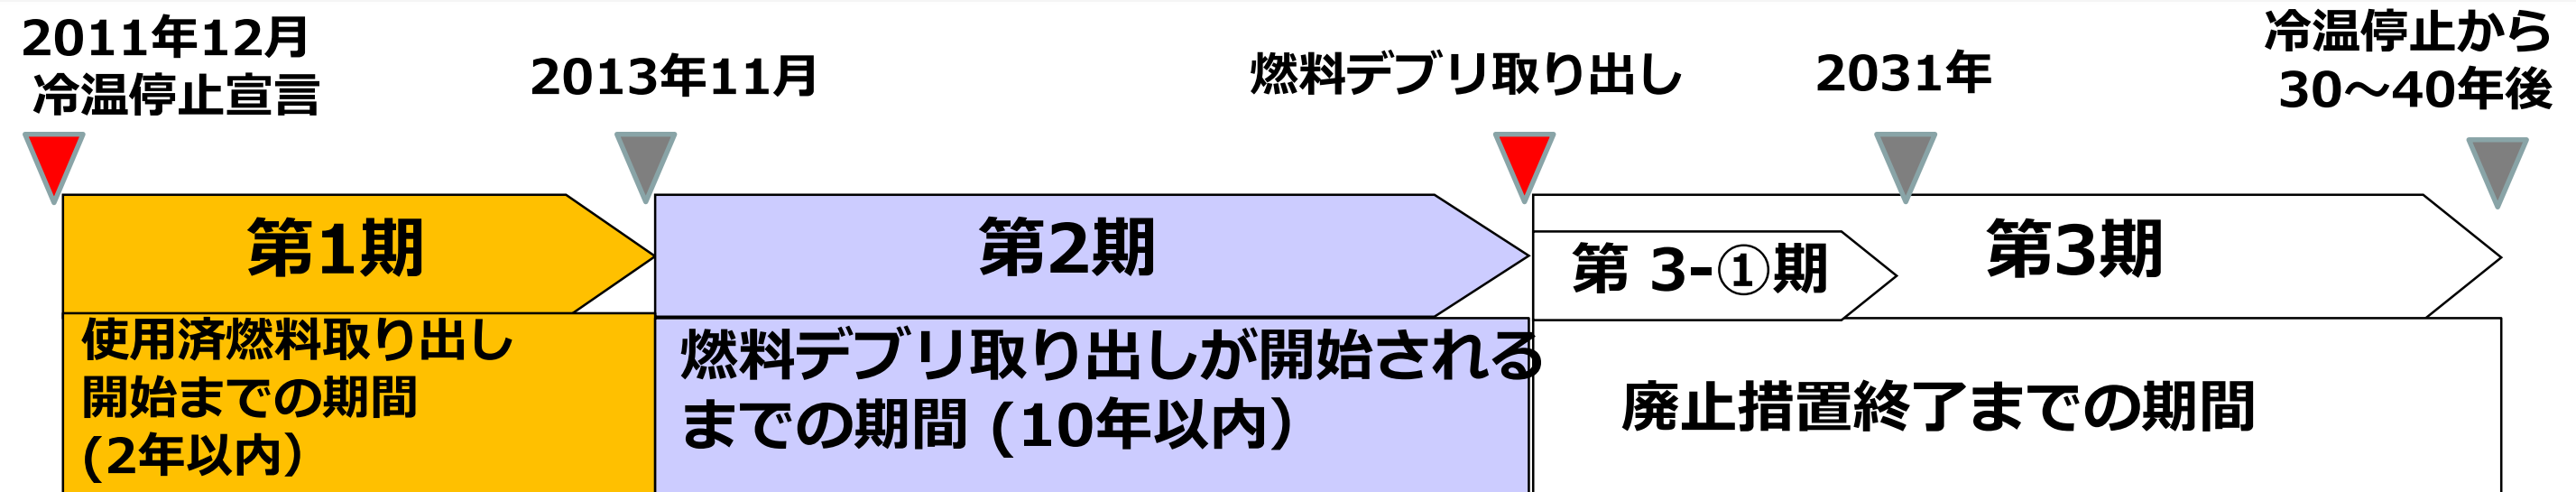 2011年12月
冷温停止宣言
2013年11月
燃料デブリ取り出し
2031年
冷温停止から
30～40年後
第1期
第2期
第 3-①期
第3期
使用済燃料取り出し
開始までの期間
(2年以内）
燃料デブリ取り出しが開始される
までの期間 (10年以内）
廃止措置終了までの期間